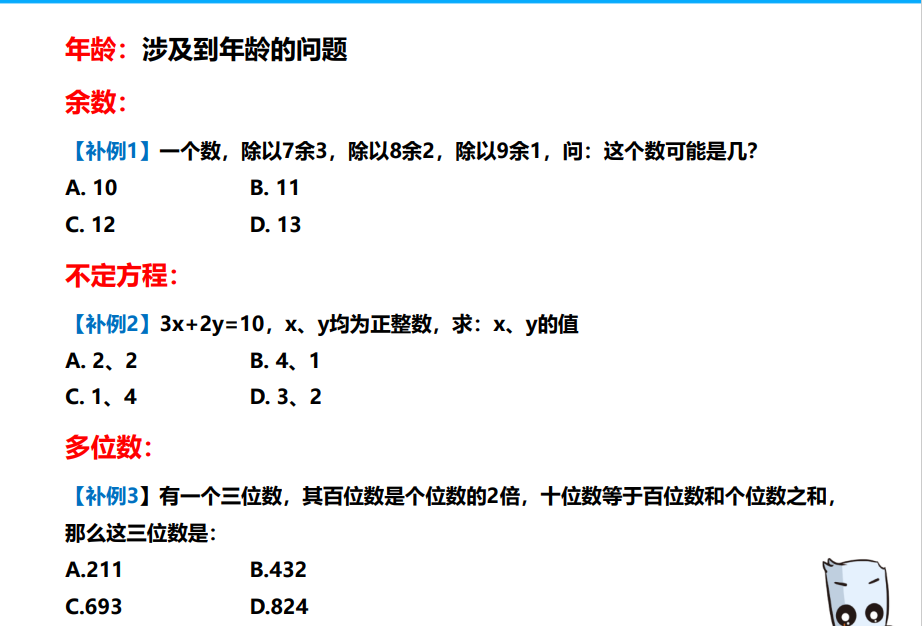 年龄：涉及到年龄的问题
余数：
【补例1】一个数，除以7余3，除以8余2，除以9余1，问：这个数可能是几？
A. 10 B. 11
C. 12 D. 13
不定方程：
【补例2】3x+2y=10，x、y均为正整数，求：x、y的值
A. 2、2 B. 4、1
C. 1、4 D. 3、2
多位数：
【补例3】有一个三位数，其百位数是个位数的2倍，十位数等于百位数和个位数之和，
那么这三位数是：
A.211 B.432
C.693 D.824